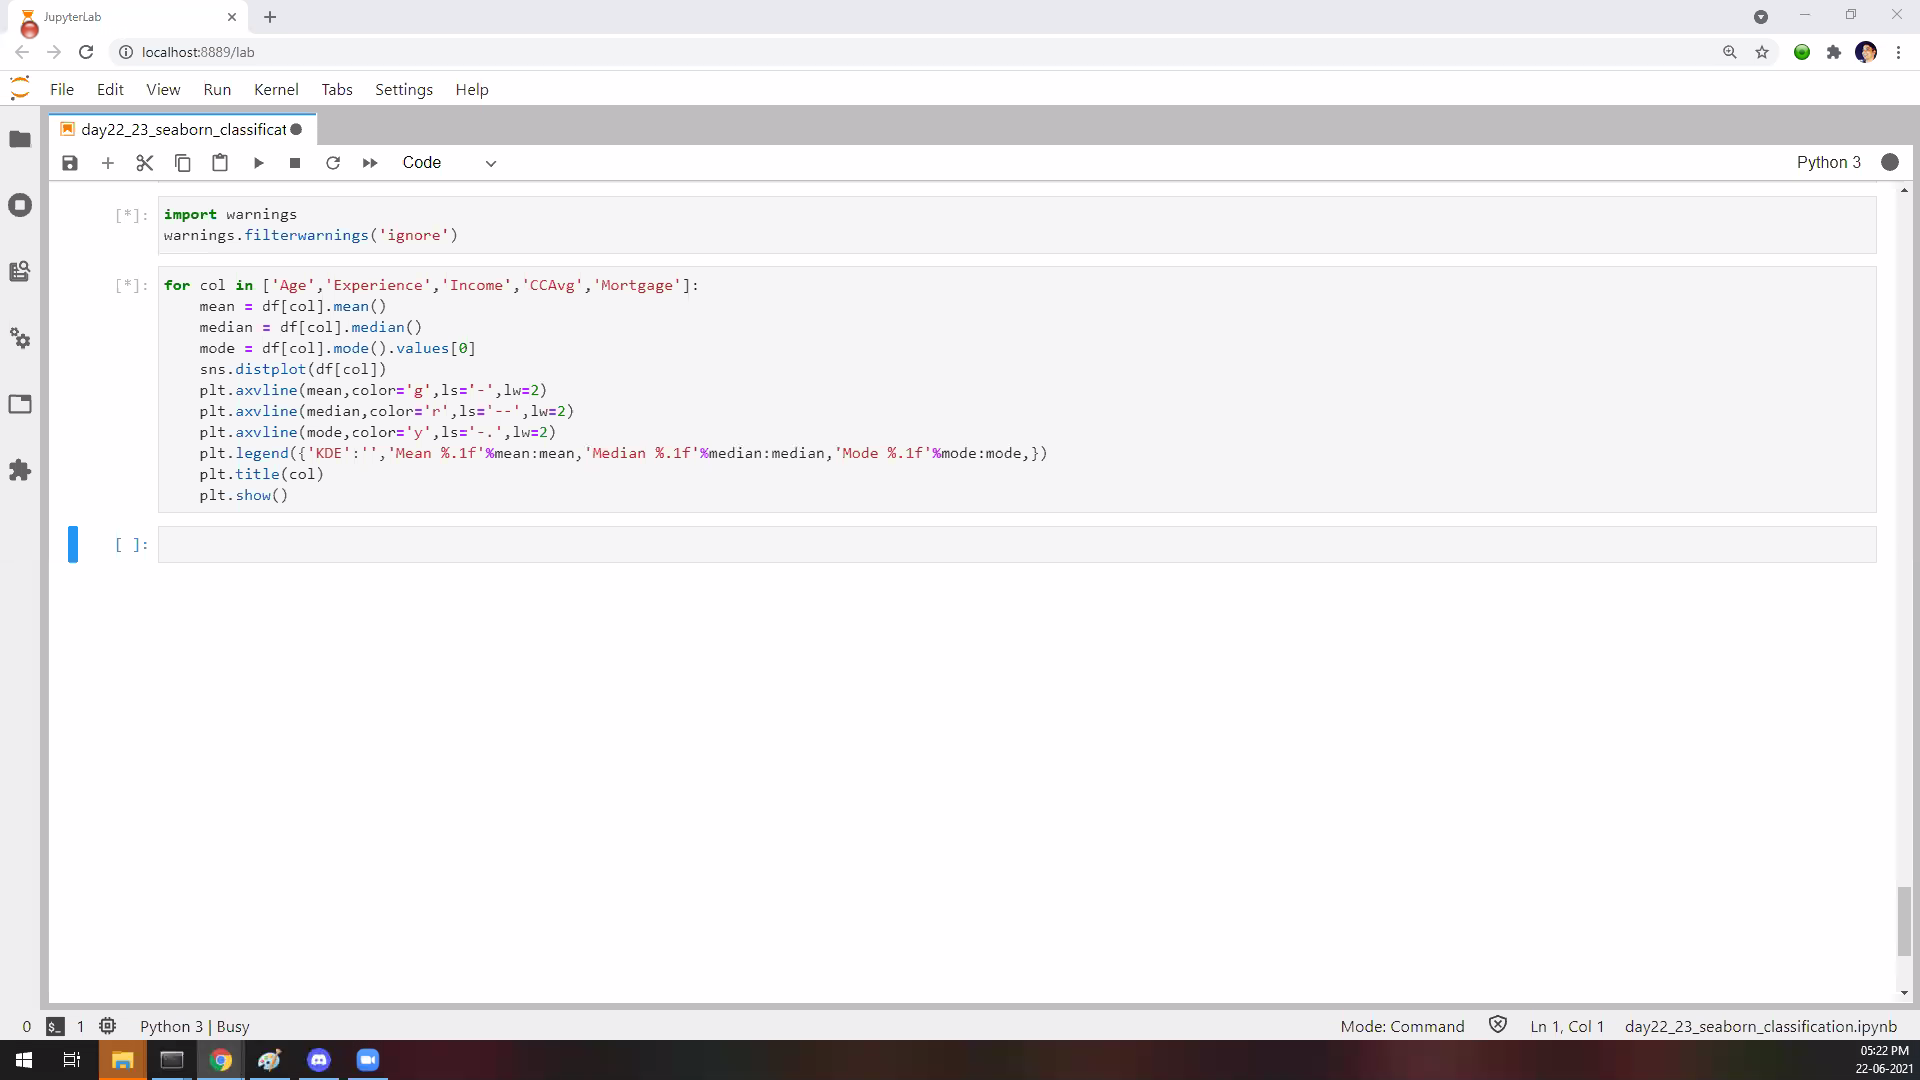 JupyterLab
localhost:8889/lab
File Edit View Run Kernel Tabs Settings Help
day22_23_seaborn_classificat
Code
Python 3
[*]:
import warnings
warnings.filterwarnings('ignore')
[*]:
for col in ['Age','Experience','Income','CCAvg','Mortgage']:
    mean = df[col].mean()
    median = df[col].median()
    mode = df[col].mode().values[0]
    sns.distplot(df[col])
    plt.axvline(mean,color='g',ls='-',lw=2)
    plt.axvline(median,color='r',ls='--',lw=2)
    plt.axvline(mode,color='y',ls='-.',lw=2)
    plt.legend({'KDE':'','Mean %.1f'%mean:mean,'Median %.1f'%median:median,'Mode %.1f'%mode:mode,})
    plt.title(col)
    plt.show()
[ ]:
0 $_ 1 Python 3 | Busy Mode: Command Ln 1, Col 1 day22_23_seaborn_classification.ipynb
05:22 PM
22-06-2021